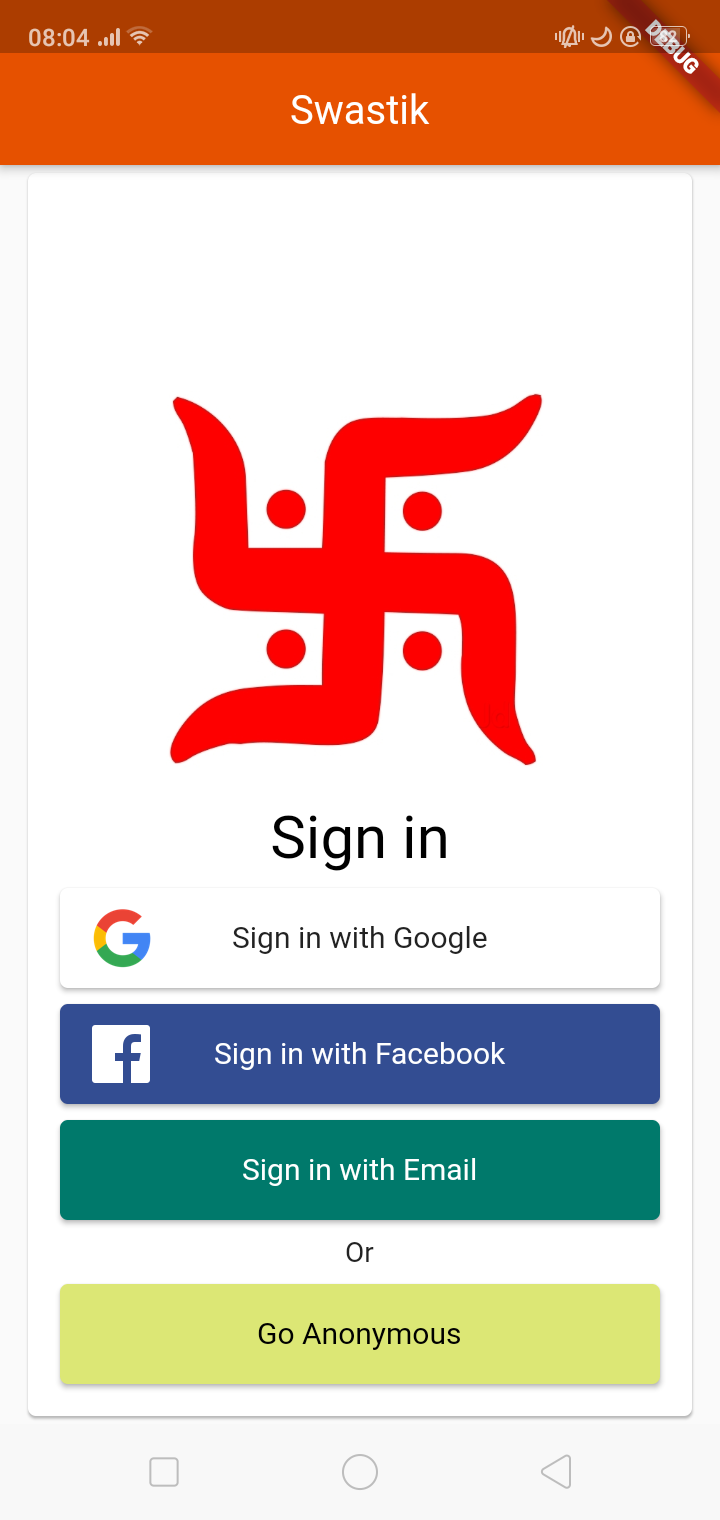 08:04
DEBUG
Swastik
Sign in
Sign in with Google
Sign in with Facebook
Sign in with Email
Or
Go Anonymous